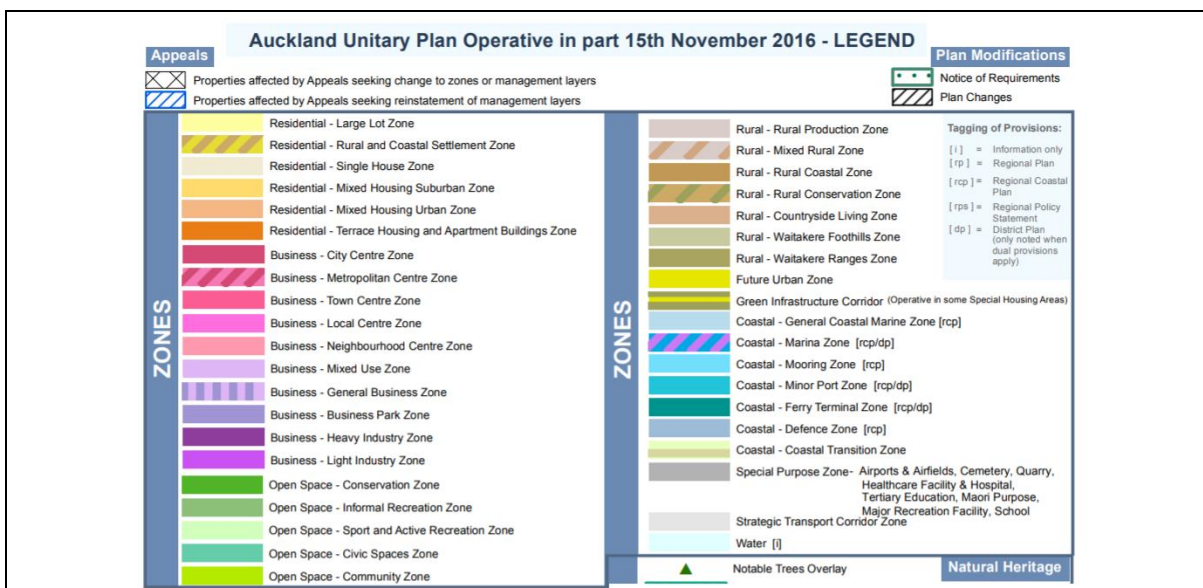 Auckland Unitary Plan Operative in part 15th November 2016 - LEGEND
Appeals
Properties affected by Appeals seeking change to zones or management layers
Properties affected by Appeals seeking reinstatement of management layers
Plan Modifications
Notice of Requirements
Plan Changes
ZONES
Residential - Large Lot Zone
Residential - Rural and Coastal Settlement Zone
Residential - Single House Zone
Residential - Mixed Housing Suburban Zone
Residential - Mixed Housing Urban Zone
Residential - Terrace Housing and Apartment Buildings Zone
Business - City Centre Zone
Business - Metropolitan Centre Zone
Business - Town Centre Zone
Business - Local Centre Zone
Business - Neighbourhood Centre Zone
Business - Mixed Use Zone
Business - General Business Zone
Business - Business Park Zone
Business - Heavy Industry Zone
Business - Light Industry Zone
Open Space - Conservation Zone
Open Space - Informal Recreation Zone
Open Space - Sport and Active Recreation Zone
Open Space - Civic Spaces Zone
Open Space - Community Zone
ZONES
Rural - Rural Production Zone
Rural - Mixed Rural Zone
Rural - Rural Coastal Zone
Rural - Rural Conservation Zone
Rural - Countryside Living Zone
Rural - Waitakere Foothills Zone
Rural - Waitakere Ranges Zone
Future Urban Zone
Green Infrastructure Corridor (Operative in some Special Housing Areas)
Coastal - General Coastal Marine Zone [rcp]
Coastal - Marina Zone [rcp/dp]
Coastal - Mooring Zone [rcp]
Coastal - Minor Port Zone [rcp/dp]
Coastal - Ferry Terminal Zone [rcp/dp]
Coastal - Defence Zone [rcp]
Coastal - Coastal Transition Zone
Special Purpose Zone- Airports & Airfields, Cemetery, Quarry,
Healthcare Facility & Hospital,
Tertiary Education, Maori Purpose,
Major Recreation Facility, School
Strategic Transport Corridor Zone
Water [i]
Tagging of Provisions:
[ i ] = Information only
[ rp ] = Regional Plan
[ rcp ] = Regional Coastal
Plan
[ rps ] = Regional Policy
Statement
[ dp ] = District Plan
(only noted when
dual provisions
apply)
Natural Heritage
Notable Trees Overlay